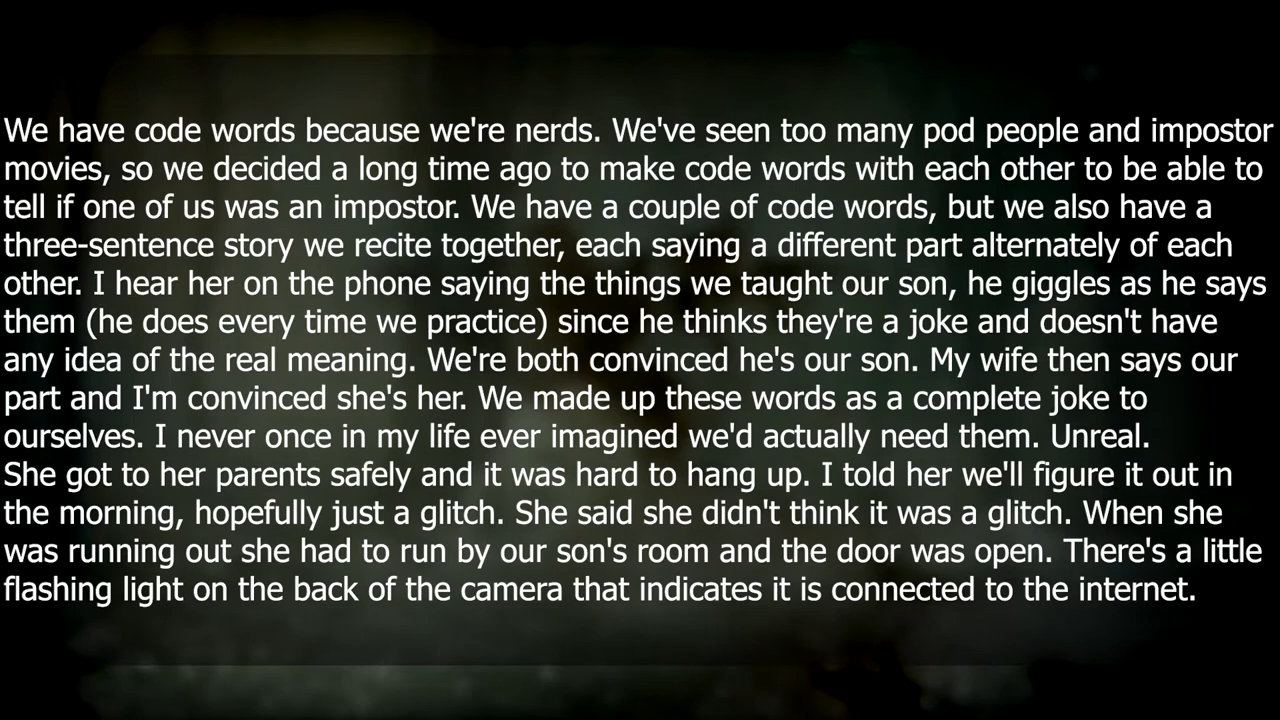 We have code words because we're nerds. We've seen too many pod people and impostor
movies, so we decided a long time ago to make code words with each other to be able to
tell if one of us was an impostor. We have a couple of code words, but we also have a
three-sentence story we recite together, each saying a different part alternately of each
other. I hear her on the phone saying the things we taught our son, he giggles as he says
them (he does every time we practice) since he thinks they're a joke and doesn't have
any idea of the real meaning. We're both convinced he's our son. My wife then says our
part and I'm convinced she's her. We made up these words as a complete joke to
ourselves. I never once in my life ever imagined we'd actually need them. Unreal.
She got to her parents safely and it was hard to hang up. I told her we'll figure it out in
the morning, hopefully just a glitch. She said she didn't think it was a glitch. When she
was running out she had to run by our son's room and the door was open. There's a little
flashing light on the back of the camera that indicates it is connected to the internet.